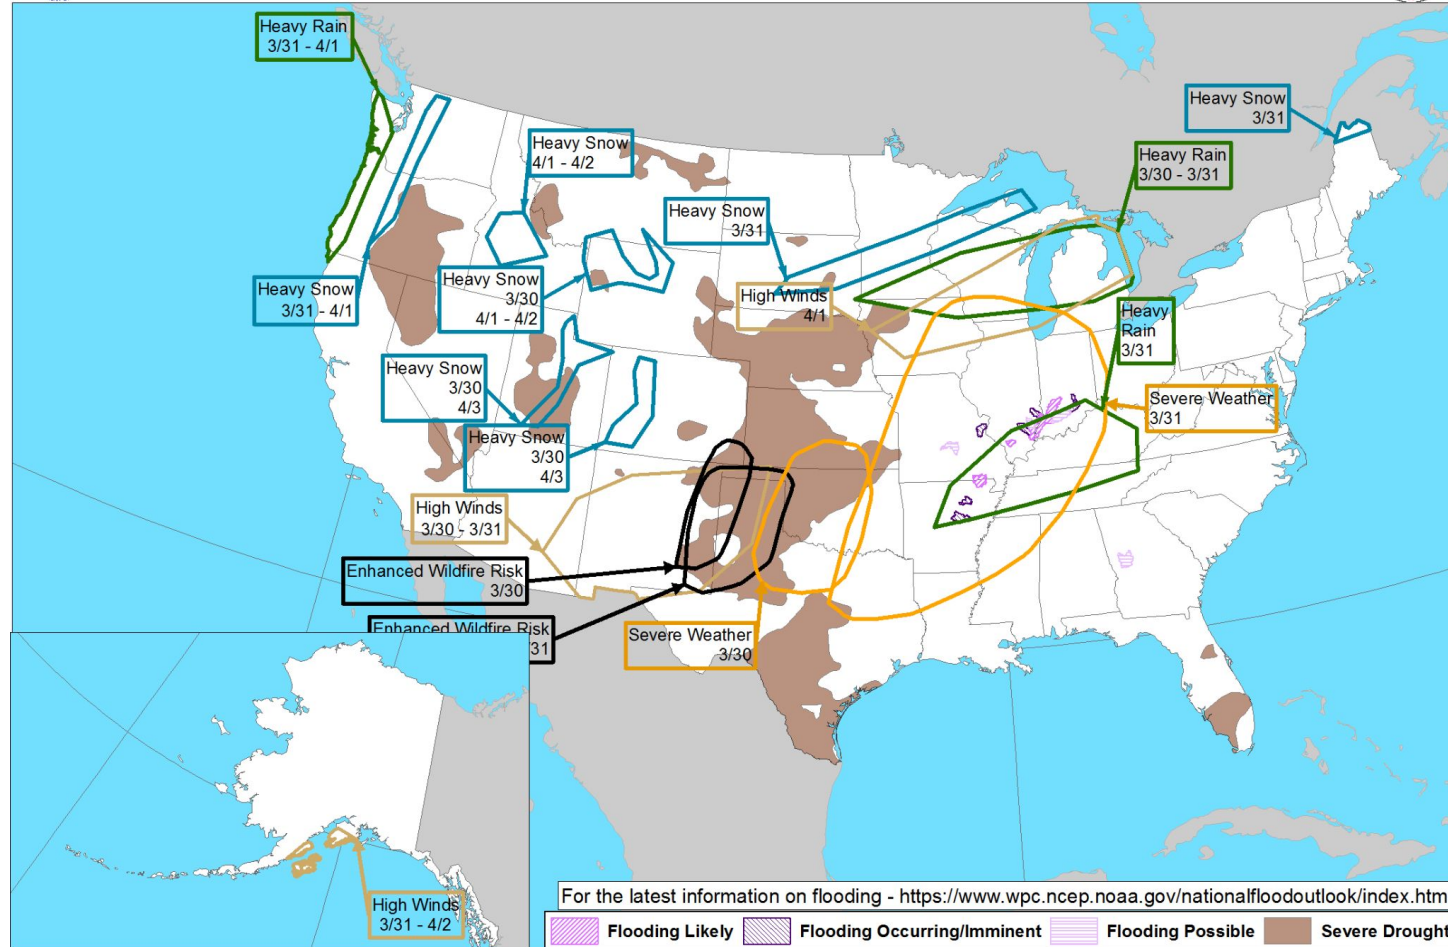 Heavy Rain
3/31 - 4/1
Heavy Snow
3/31
Heavy Snow
4/1 - 4/2
Heavy Rain
3/30 - 3/31
Heavy Snow
3/31
Heavy Snow
3/31 - 4/1
Heavy Snow
3/30
4/1 - 4/2
High Winds
4/1
Heavy
Rain
3/31
Heavy Snow
3/30
4/3
Severe Weather
3/31
Heavy Snow
3/30
4/3
High Winds
3/30 - 3/31
Enhanced Wildfire Risk
3/30
Enhanced Wildfire Risk
31
Severe Weather
3/30
High Winds
3/31 - 4/2
For the latest information on flooding - https://www.wpc.ncep.noaa.gov/nationalfloodoutlook/index.htm
Flooding Likely
Flooding Occurring/Imminent
Flooding Possible
Severe Drought